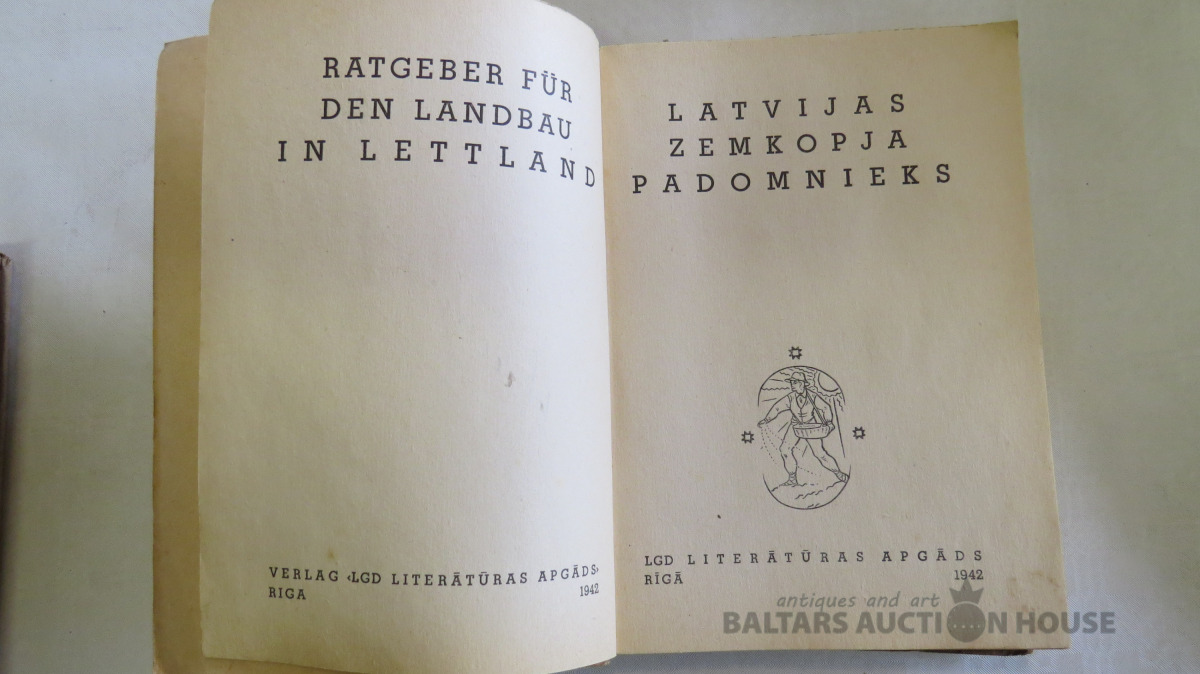 RATGEBER FÜR
DEN LANDBAU
IN LETTLAND
VERLAG ‹LGD LITERĀTŪRAS APGĀDS›
RIGA 1942
LATVIJAS
ZEMKOPJA
PADOMNIEKS
LGD LITERĀTŪRAS APGĀDS
RĪGĀ 1942
antiques and art
BALTARS AUCTION HOUSE